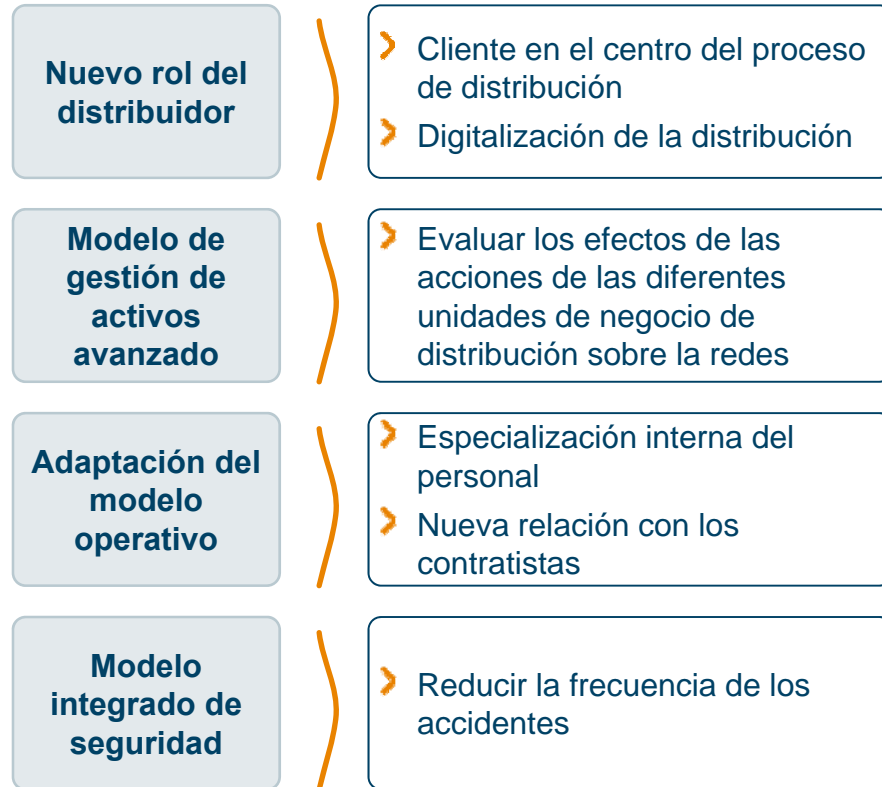 Nuevo rol del
distribuidor
Cliente en el centro del proceso
de distribución
Digitalización de la distribución
Modelo de
gestión de
activos
avanzado
Evaluar los efectos de las
acciones de las diferentes
unidades de negocio de
distribución sobre la redes
Adaptación del
modelo
operativo
Especialización interna del
personal
Nueva relación con los
contratistas
Modelo
integrado de
seguridad
Reducir la frecuencia de los
accidentes